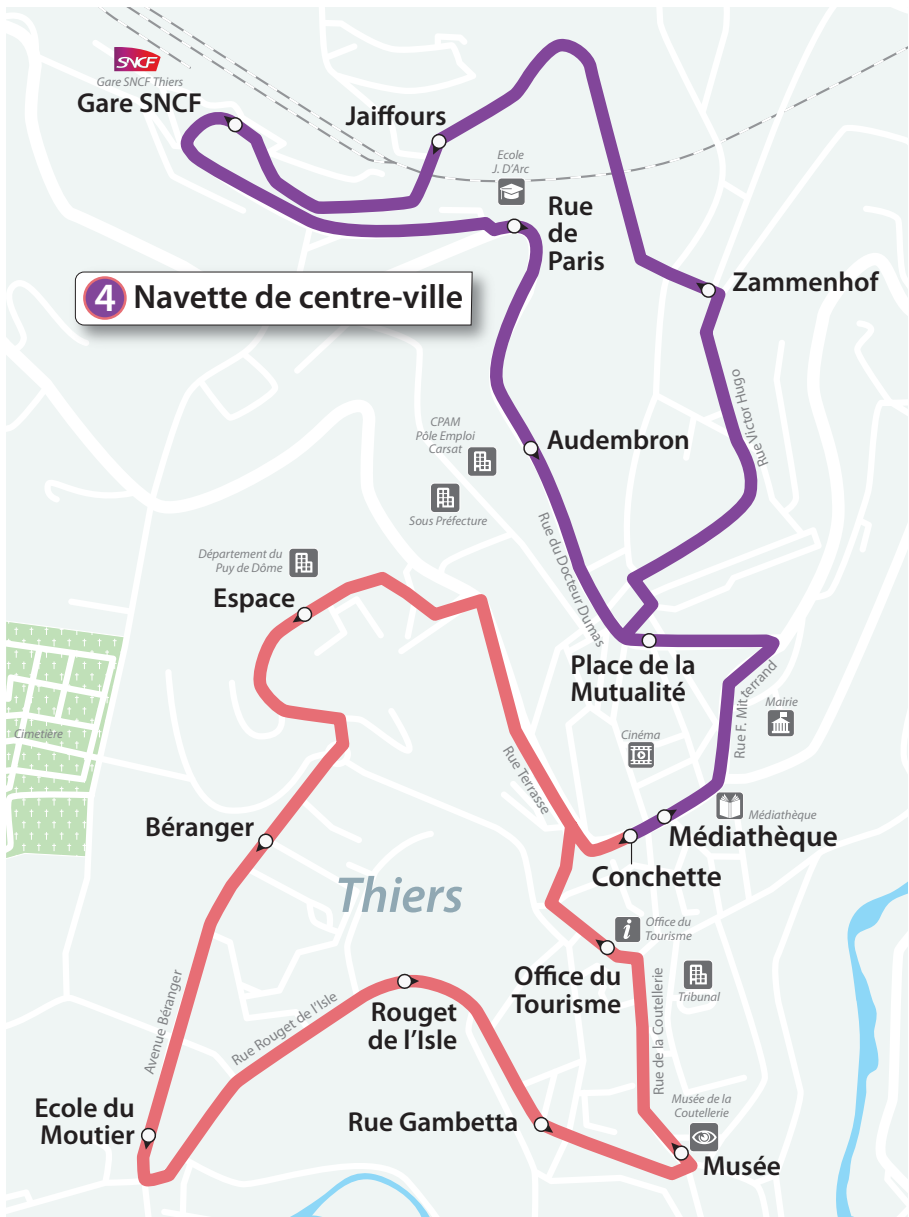 SNCF
Gare SNCF Thiers
Gare SNCF
Jaiffours
Ecole
J. D'Arc
Rue
de
Paris
4 Navette de centre-ville
Zammenhof
Rue Victor Hugo
CPAM
Pôle Emploi
Carsat
Audembron
Sous Préfecture
Rue du Docteur Dumas
Département du
Puy de Dôme
Espace
Place de la
Mutualité
Rue F. Mitterrand
Mairie
Cinéma
Cimetière
Rue Terrasse
Médiathèque
Médiathèque
Béranger
Conchette
Thiers
i
Office du
Tourisme
Office du
Tourisme
Tribunal
Avenue Béranger
Rue Rouget de l'Isle
Rouget
de l'Isle
Rue de la Coutellerie
Ecole du
Moutier
Rue Gambetta
Musée de la
Coutellerie
Musée